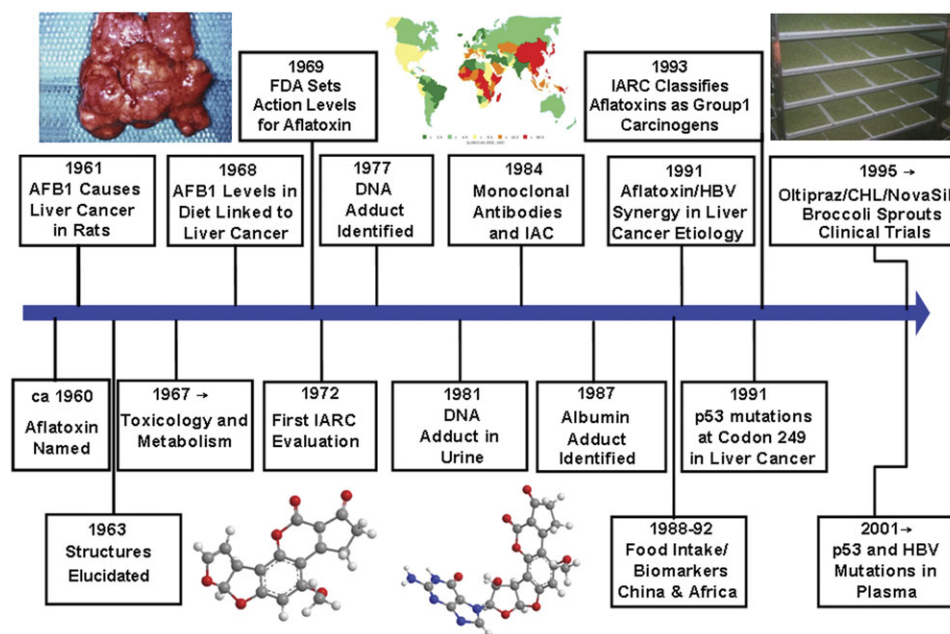 1969
FDA Sets
Action Levels
for Aflatoxin
1993
IARC Classifies
Aflatoxins as Group1
Carcinogens
1961
AFB1 Causes
Liver Cancer
in Rats
1968
AFB1 Levels in
Diet Linked to
Liver Cancer
1977
DNA
Adduct
Identified
1984
Monoclonal
Antibodies
and IAC
1991
Aflatoxin/HBV
Synergy in Liver
Cancer Etiology
1995 →
Oltipraz/CHL/NovaSil
Broccoli Sprouts
Clinical Trials
ca 1960
Aflatoxin
Named
1967 →
Toxicology and
Metabolism
1972
First IARC
Evaluation
1981
DNA
Adduct in
Urine
1987
Albumin
Adduct
Identified
1991
p53 mutations
at Codon 249
in Liver Cancer
1963
Structures
Elucidated
1988-92
Food Intake/
Biomarkers
China & Africa
2001→
p53 and HBV
Mutations in
Plasma